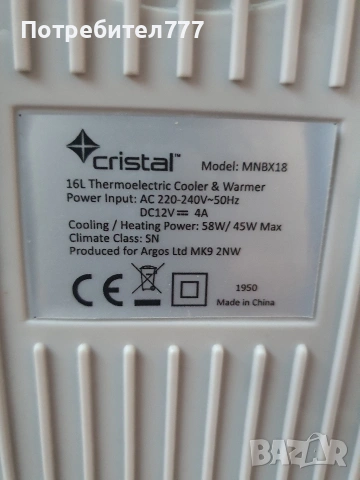 Потребител777
cristal™ Model: MNBX18
16L Thermoelectric Cooler & Warmer
Power Input: AC 220-240V~50Hz
DC12V⎓ 4A
Cooling / Heating Power: 58W/ 45W Max
Climate Class: SN
Produced for Argos Ltd MK9 2NW
CE
1950
Made in China
BAZAR